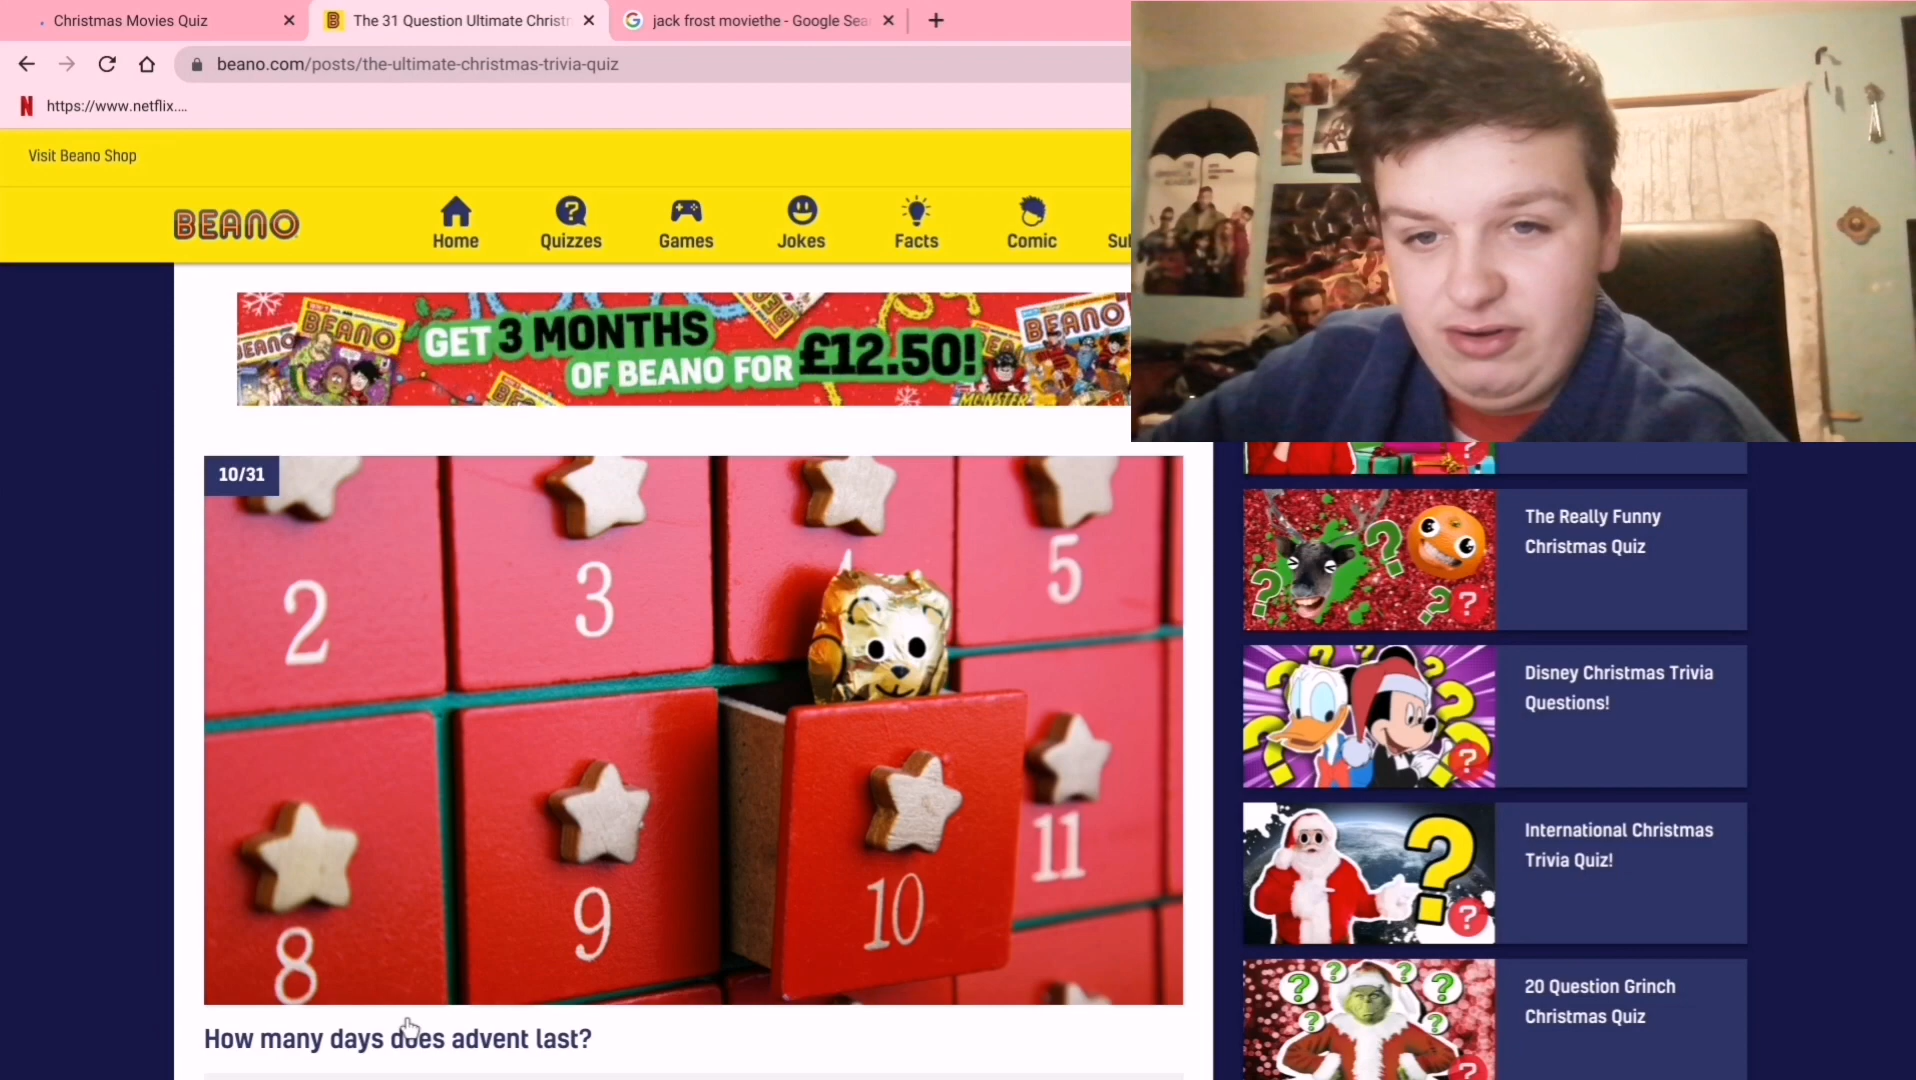 Christmas Movies Quiz
The 31 Question Ultimate Christ
jack frost moviethe - Google Sea
beano.com/posts/the-ultimate-christmas-trivia-quiz
N https://www.netflix....
Visit Beano Shop
BEANO
Home
Quizzes
Games
Jokes
Facts
Comic
Su
BEANO
BEANO
GET 3 MONTHS
OF BEANO FOR £12.50!
BEANO
MONSTER
10/31
2
3
5
8
9
10
11
How many days does advent last?
The Really Funny
Christmas Quiz
Disney Christmas Trivia
Questions!
International Christmas
Trivia Quiz!
20 Question Grinch
Christmas Quiz